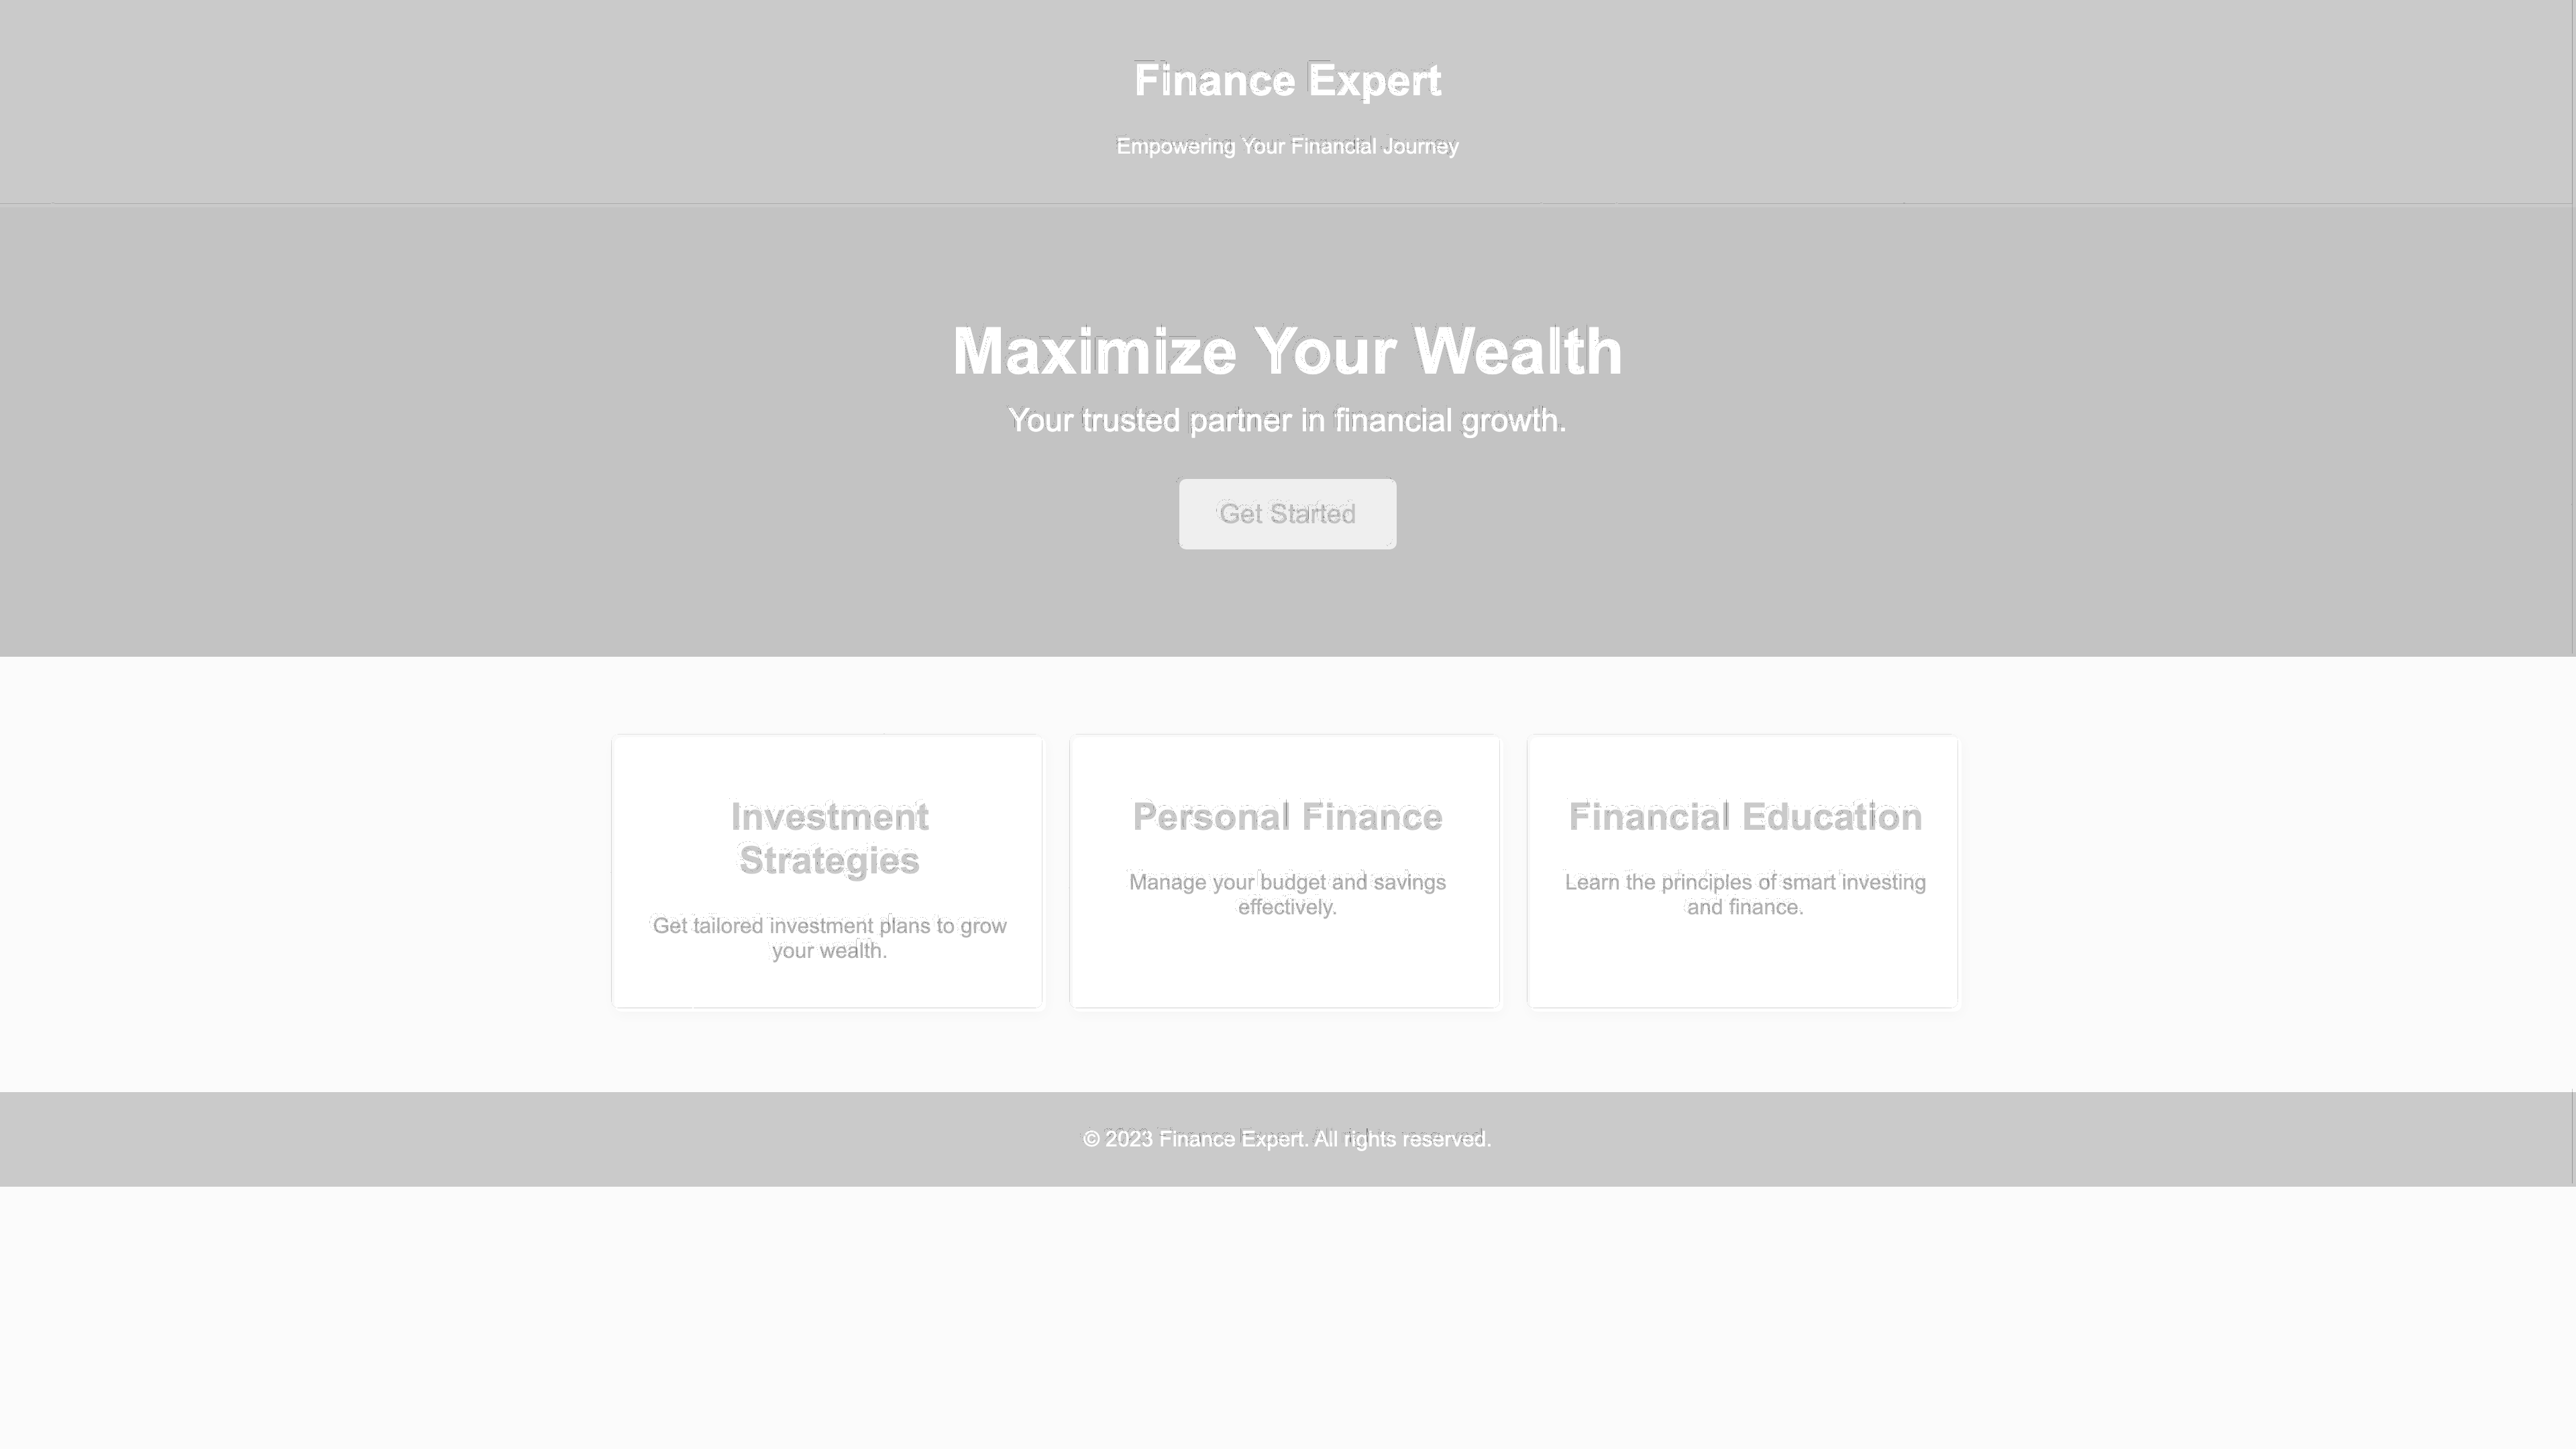 Finance Expert
Empowering Your Financial Journey
Maximize Your Wealth
Your trusted partner in financial growth.
Get Started
Investment
Strategies
Get tailored investment plans to grow
your wealth.
Personal Finance
Manage your budget and savings
effectively.
Financial Education
Learn the principles of smart investing
and finance.
© 2023 Finance Expert. All rights reserved.